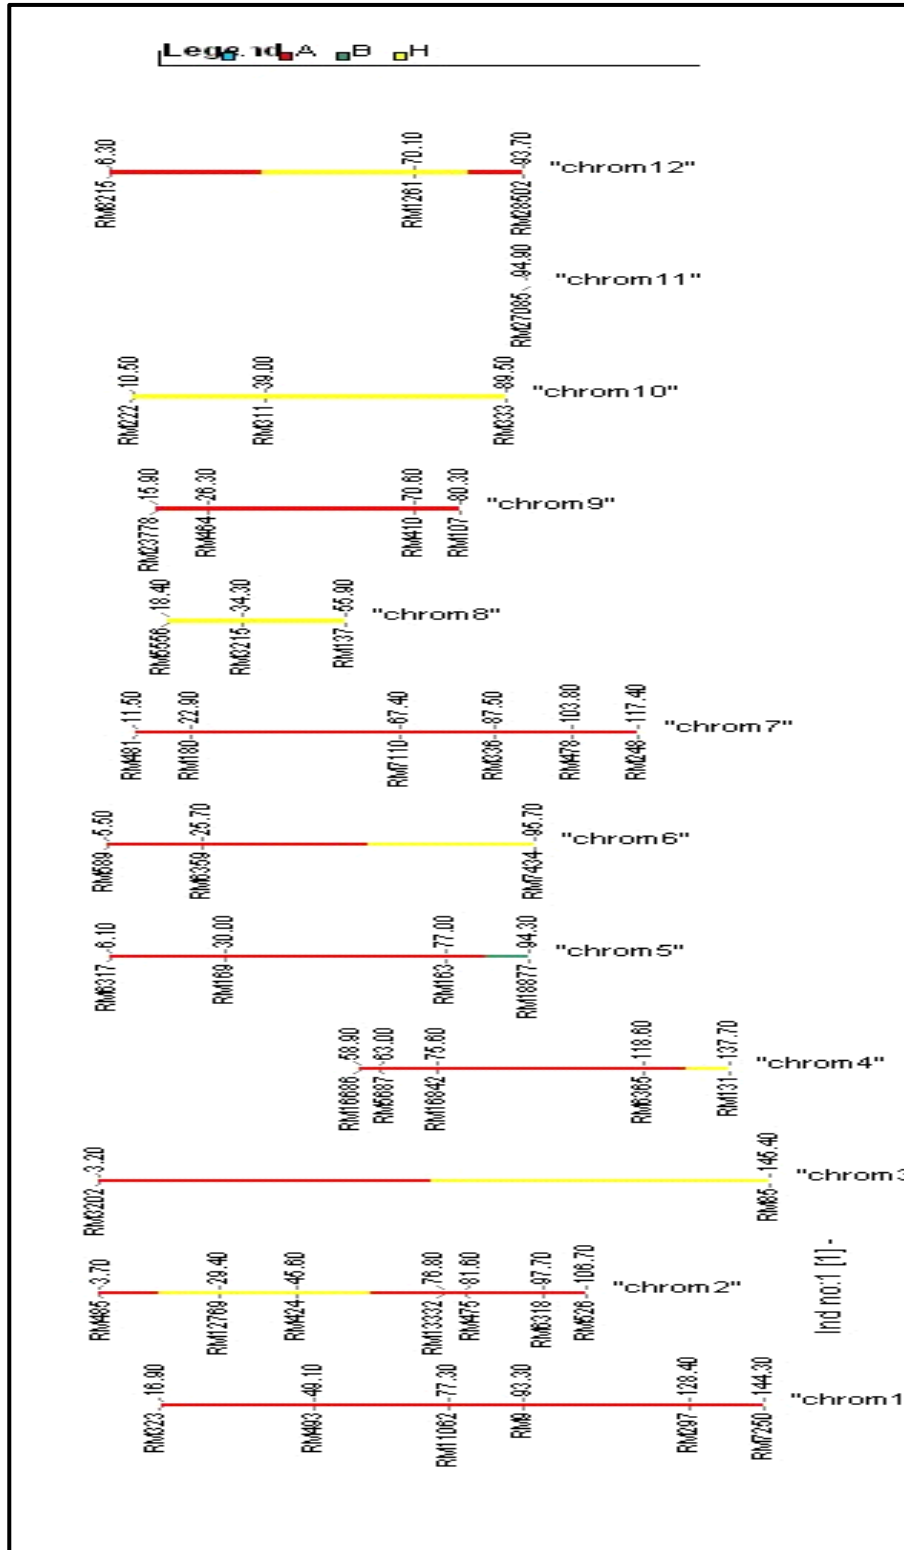 Legend A B H
6.30 70.10 93.70
RM8215 RM1261 RM28502
"chrom12"
94.90
RM27085
"chrom11"
10.50 39.00 89.50
RM222 RM311 RM333
"chrom10"
15.90 26.30 70.60 80.30
RM23778 RM464 RM410 RM107
"chrom9"
18.40 34.30 55.90
RM5556 RM3215 RM137
"chrom8"
11.50 22.90 67.40 87.50 103.80 117.40
RM481 RM180 RM7110 RM336 RM478 RM248
"chrom7"
5.50 25.70 95.70
RM589 RM6359 RM7434
"chrom6"
6.10 30.00 77.00 94.30
RM6317 RM169 RM163 RM18877
"chrom5"
58.90 63.00 75.60 118.60 137.70
RM16686 RM5687 RM16842 RM6365 RM131
"chrom4"
3.20 145.40
RM3202 RM85
"chrom3
3.70 29.40 45.60 76.80 81.60 97.70 106.70
RM485 RM12769 RM424 RM13332 RM475 RM6318 RM526
"chrom2"
Ind no:1 [1]-
16.90 49.10 77.30 93.30 128.40 144.30
RM323 RM493 RM11062 RM9 RM297 RM7250
"chrom1